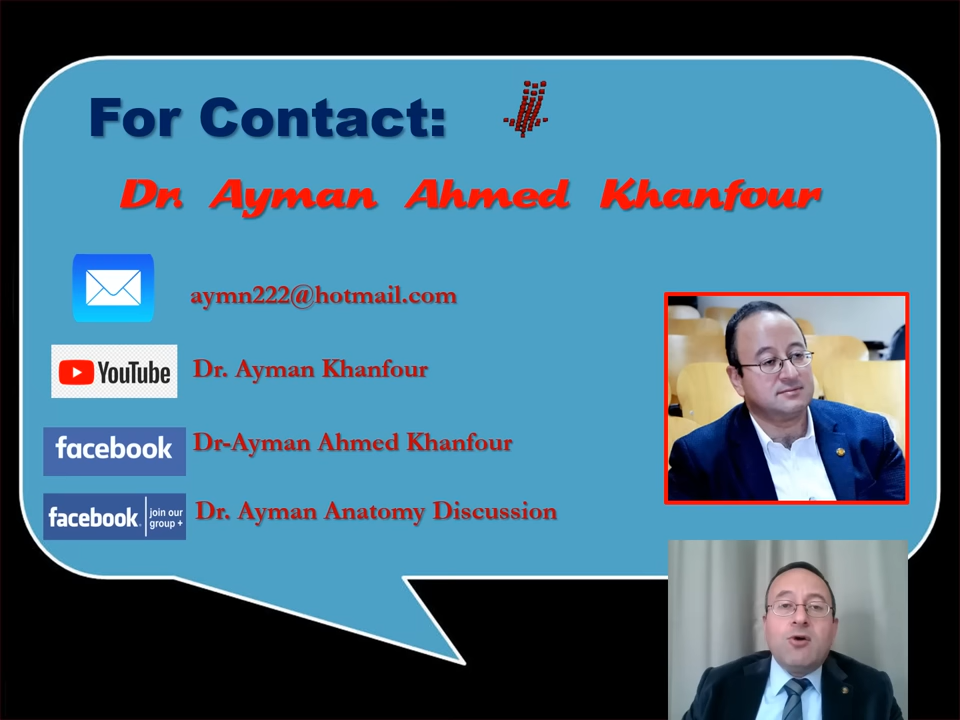 For Contact:
Dr. Ayman Ahmed Khanfour
aymn222@hotmail.com
YouTube
Dr. Ayman Khanfour
facebook
Dr-Ayman Ahmed Khanfour
facebook. join our
group +
Dr. Ayman Anatomy Discussion